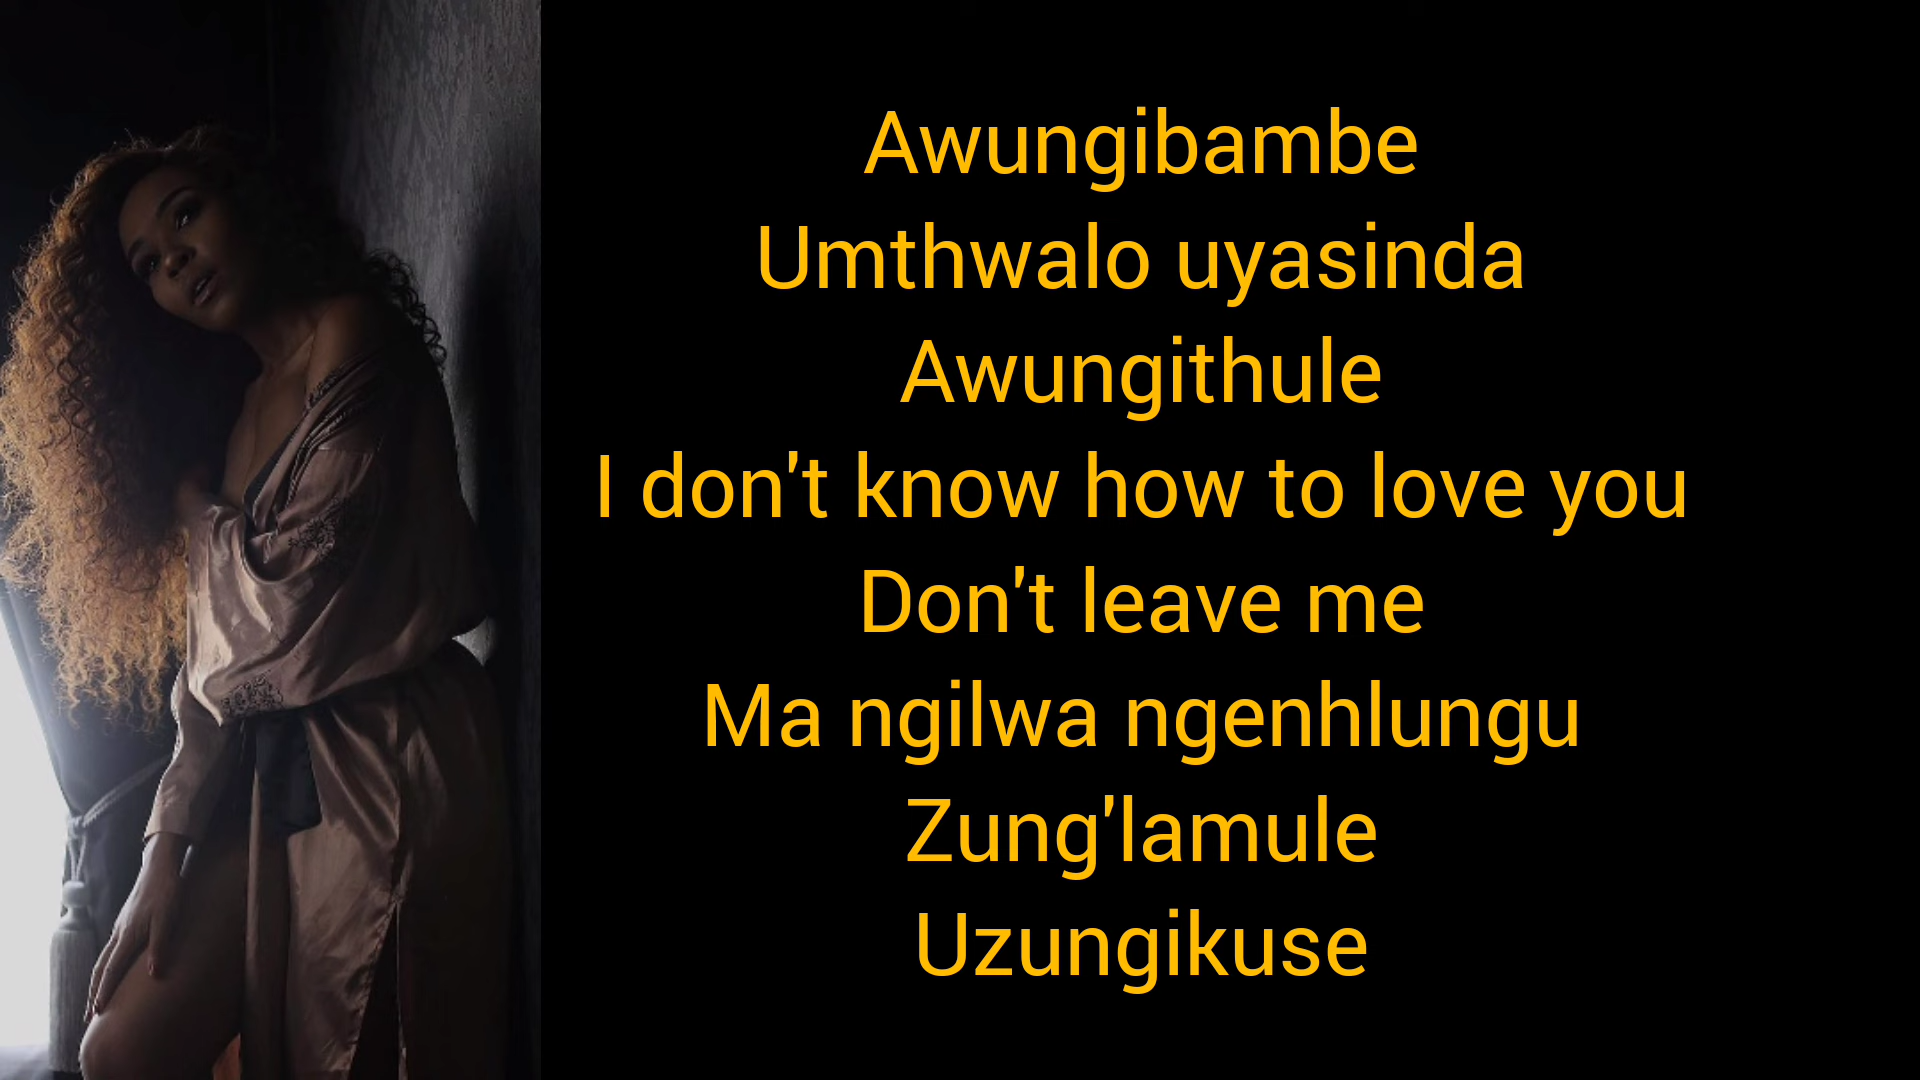 Awungibambe
Umthwalo uyasinda
Awungithule
I don't know how to love you
Don't leave me
Ma ngilwa ngenhlungu
Zung'lamule
Uzungikuse